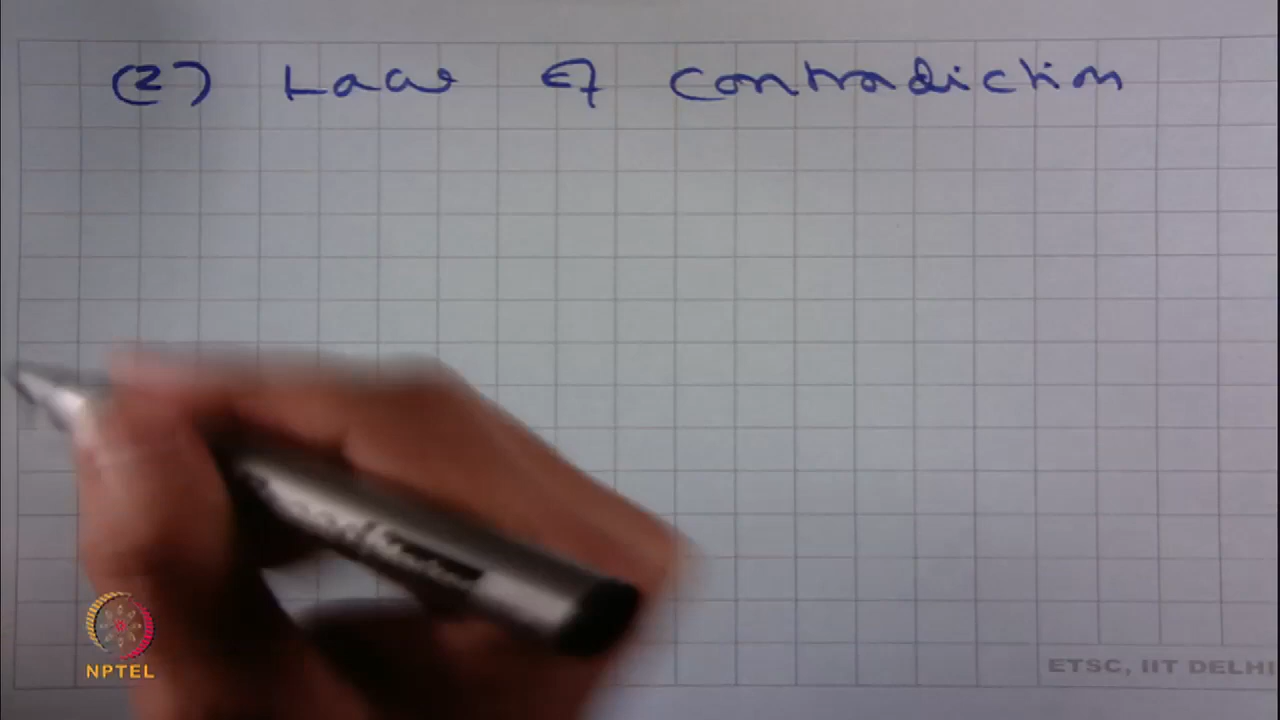 (2) Law of Contradiction
NPTEL
ETSC, IIT DELHI